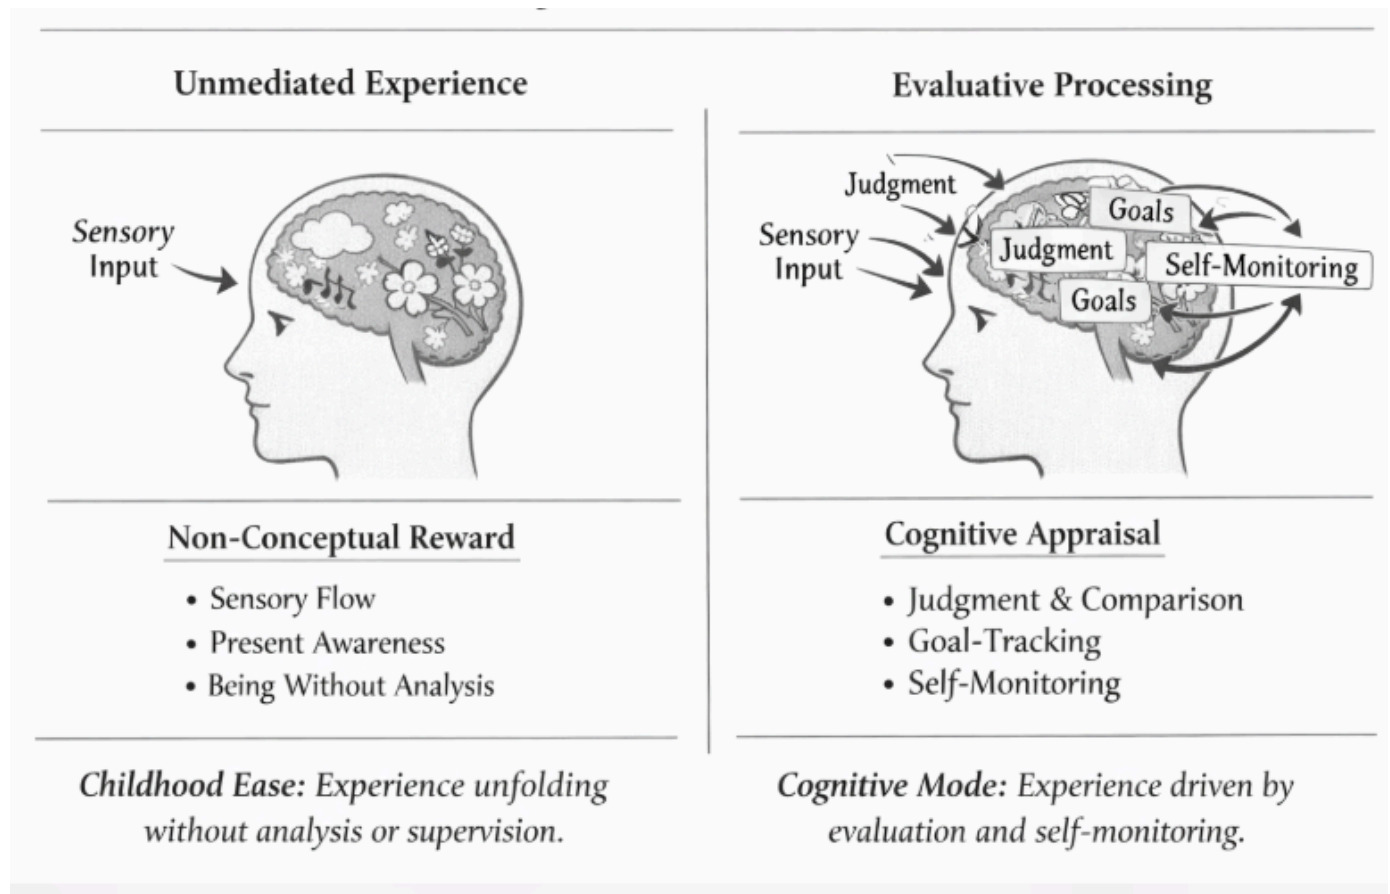 Unmediated Experience
Sensory
Input
Non-Conceptual Reward
• Sensory Flow
• Present Awareness
• Being Without Analysis
Childhood Ease: Experience unfolding
without analysis or supervision.
Evaluative Processing
Judgment
Sensory
Input
Goals
Judgment
Self-Monitoring
Goals
Cognitive Appraisal
• Judgment & Comparison
• Goal-Tracking
• Self-Monitoring
Cognitive Mode: Experience driven by
evaluation and self-monitoring.